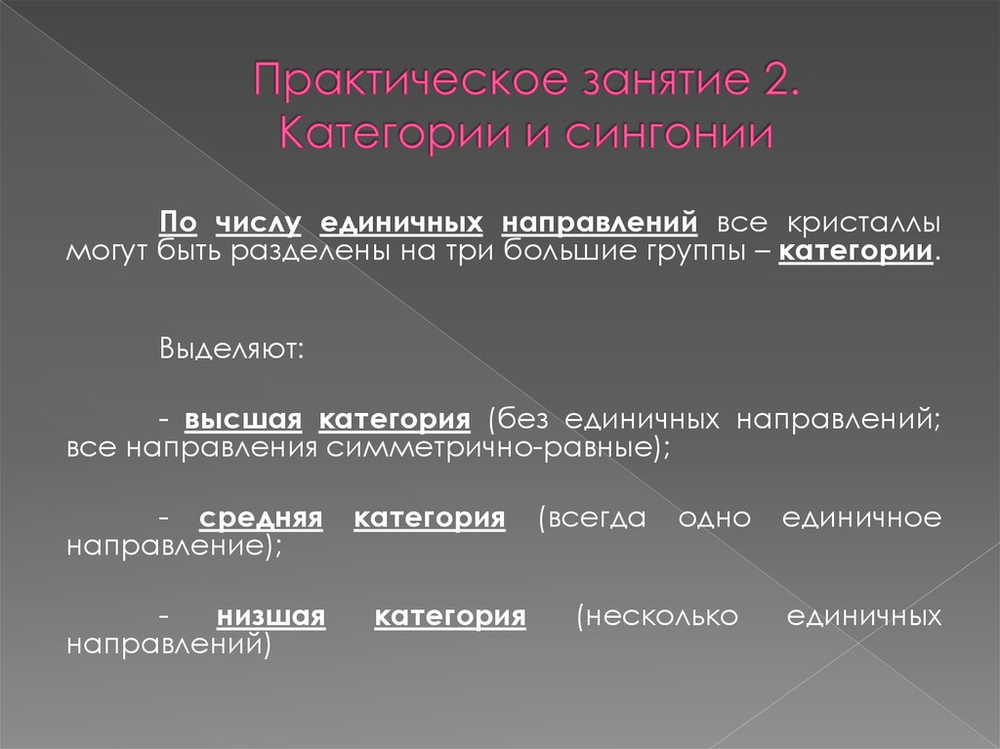 Практическое занятие 2.
Категории и сингонии
По числу единичных направлений все кристаллы
могут быть разделены на три большие группы – категории.
Выделяют:
- высшая категория (без единичных направлений;
все направления симметрично-равные);
- средняя категория (всегда одно единичное
направление);
- низшая категория (несколько единичных
направлений)